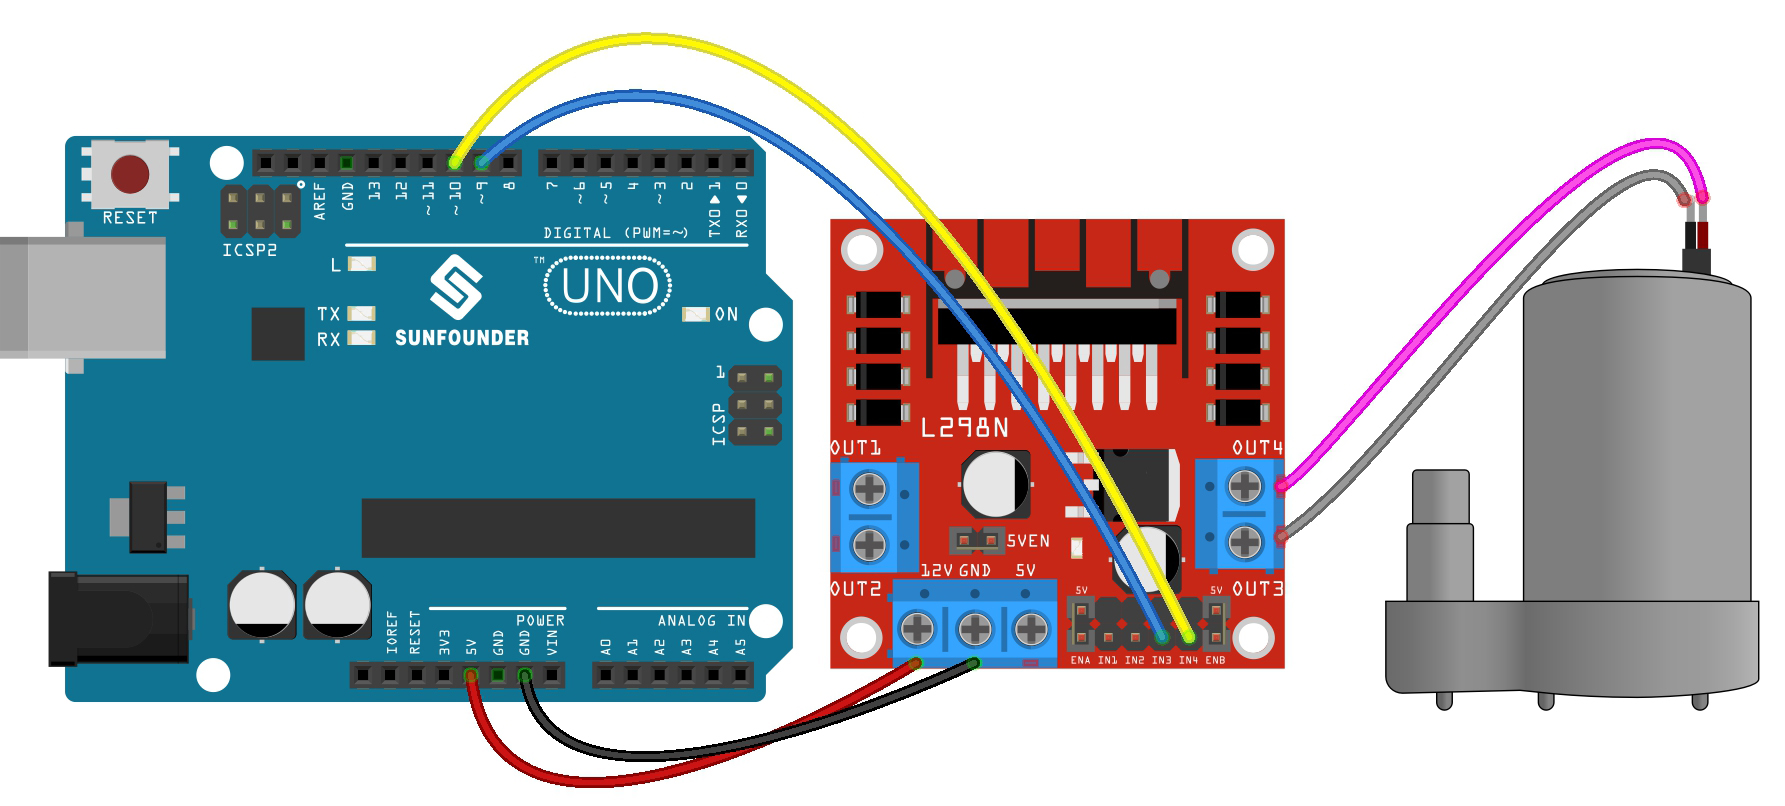 RESET
ICSP2
AREF
GND
13
12
~11
~10
~9
8
7
~6
~5
4
~3
2
TX0▶1
RX0◀0
DIGITAL (PWM=~)
L
TX
RX
SUNFOUNDER
TM
UNO
ON
1
ICSP
IOREF
RESET
3V3
5V
GND
GND
VIN
POWER
ANALOG IN
A0
A1
A2
A3
A4
A5
L298N
OUT1
OUT4
5VEN
OUT2
12V GND 5V
OUT3
5V
5V
ENA IN1 IN2 IN3 IN4 ENB